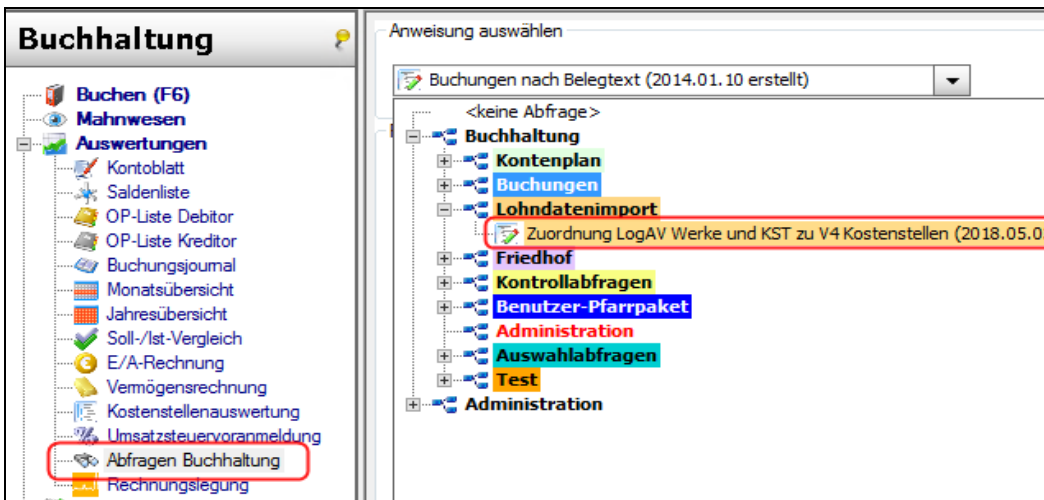 Buchhaltung
Buchen (F6)
Mahnwesen
Auswertungen
Kontoblatt
Saldenliste
OP-Liste Debitor
OP-Liste Kreditor
Buchungsjournal
Monatsübersicht
Jahresübersicht
Soll-/Ist-Vergleich
E/A-Rechnung
Vermögensrechnung
Kostenstellenauswertung
Umsatzsteuervoranmeldung
Abfragen Buchhaltung
Rechnungslegung
Anweisung auswählen
Buchungen nach Belegtext (2014.01.10 erstellt)
<keine Abfrage>
Buchhaltung
Kontenplan
Buchungen
Lohndatenimport
Zuordnung LogAV Werke und KST zu V4 Kostenstellen (2018.05.0
Friedhof
Kontrollabfragen
Benutzer-Pfarrpaket
Administration
Auswahlabfragen
Test
Administration